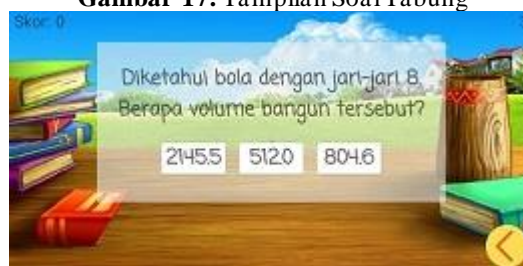 Gambar 17. Tampilan Soal Tabung
Skor: 0
Diketahui bola dengan jari-jari 8.
Berapa volume bangun tersebut?
2145.5 512.0 804.6